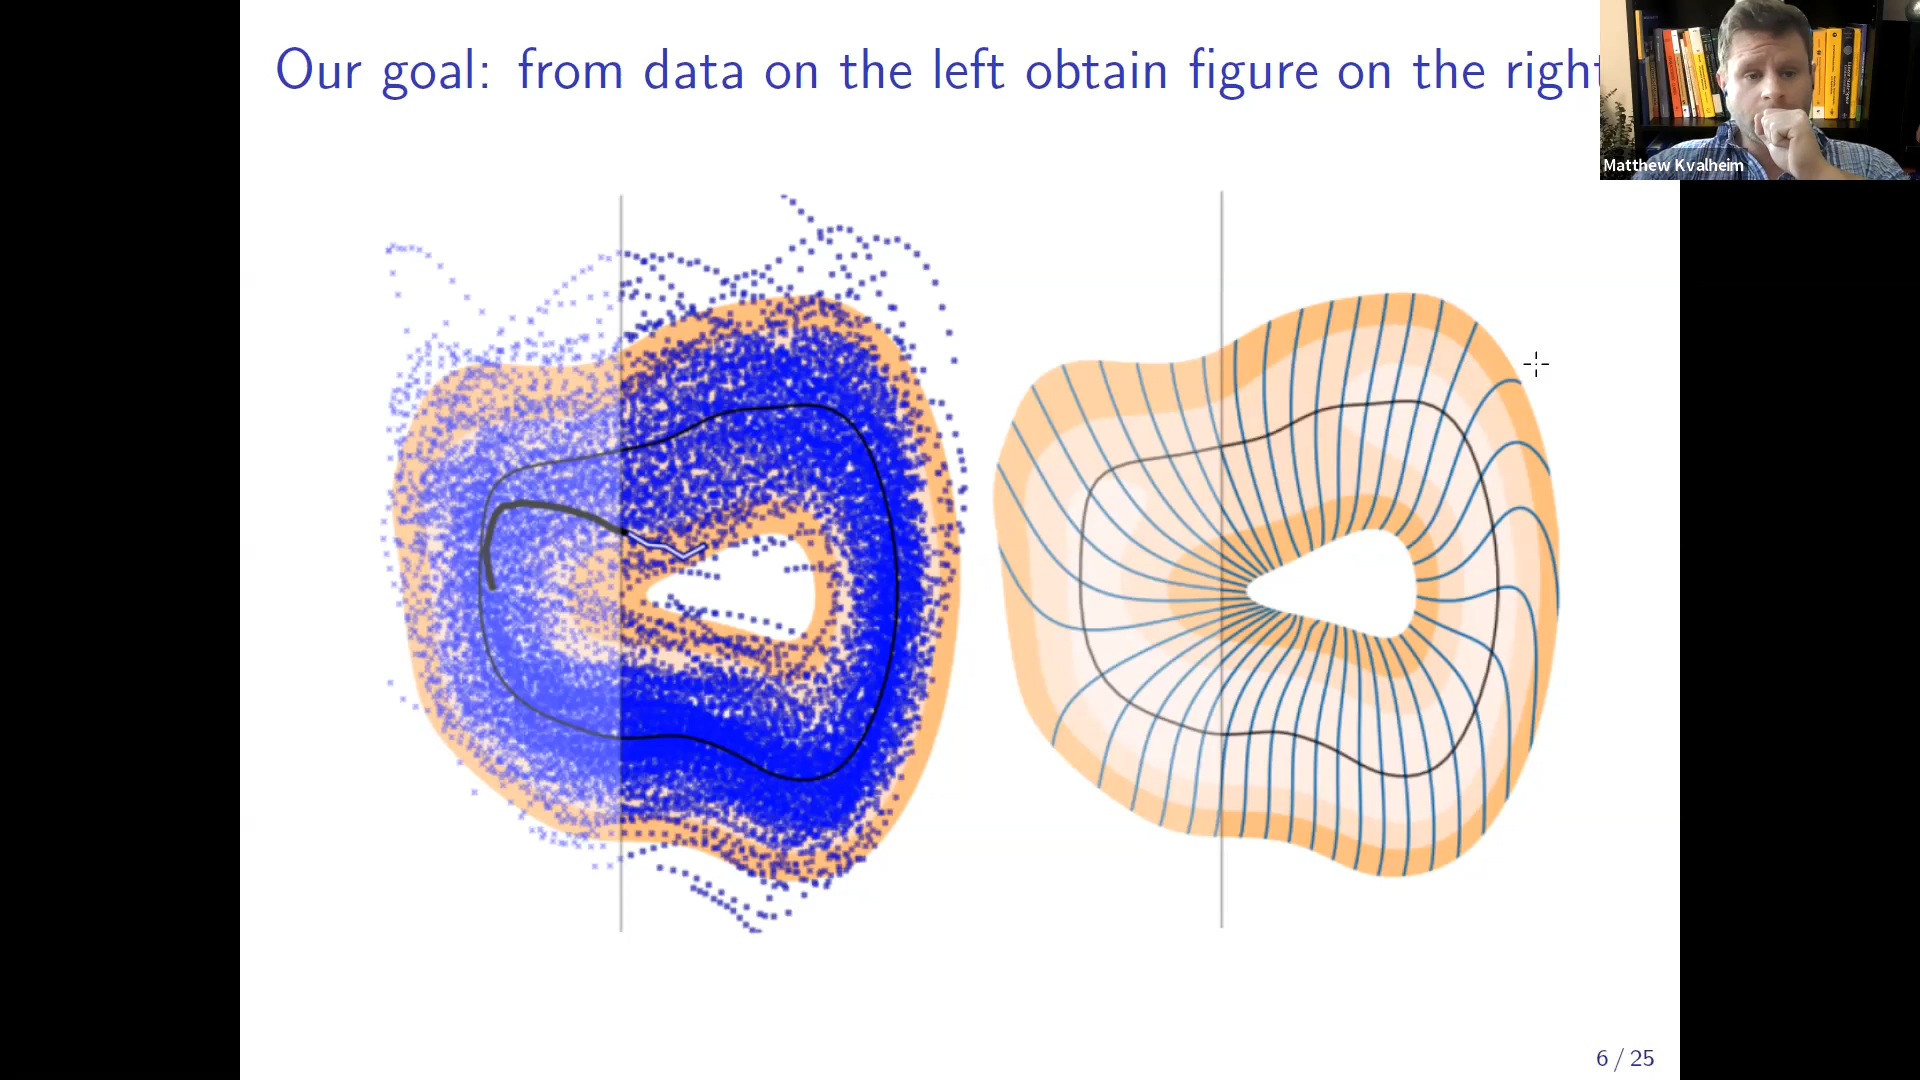 Our goal: from data on the left obtain figure on the right
Matthew Kvalheim
6 / 25